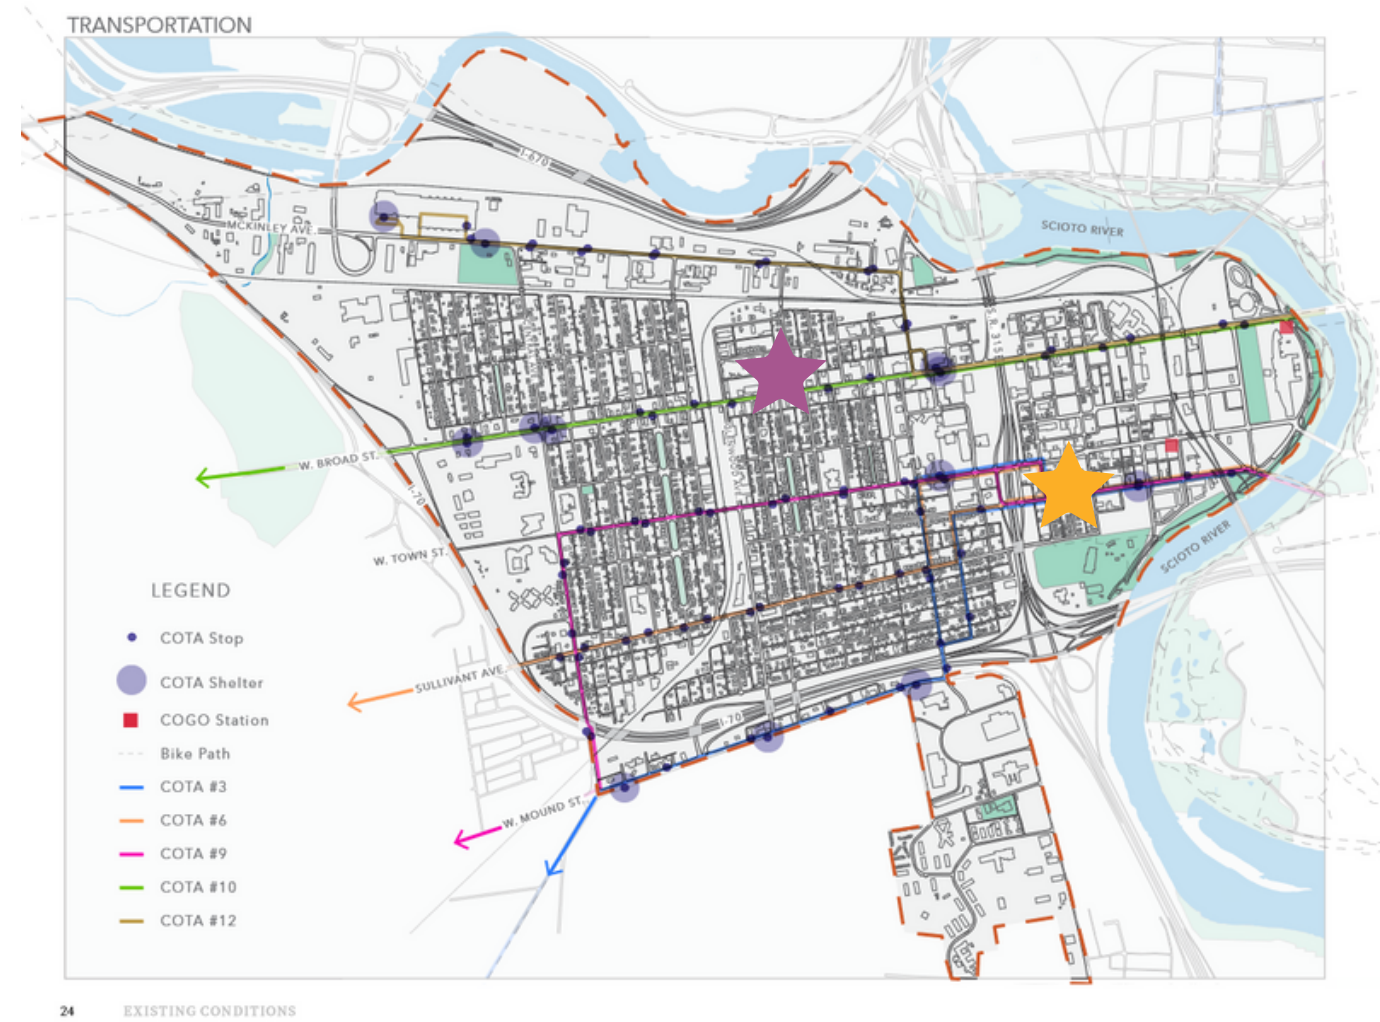 TRANSPORTATION
I-670
SCIOTO RIVER
MCKINLEY AVE.
S.R. 315
W. BROAD ST.
I-70
W. TOWN ST.
SCIOTO RIVER
SULLIVANT AVE.
I-70
W. MOUND ST.
LEGEND
COTA Stop
COTA Shelter
COGO Station
Bike Path
COTA #3
COTA #6
COTA #9
COTA #10
COTA #12
24 EXISTING CONDITIONS